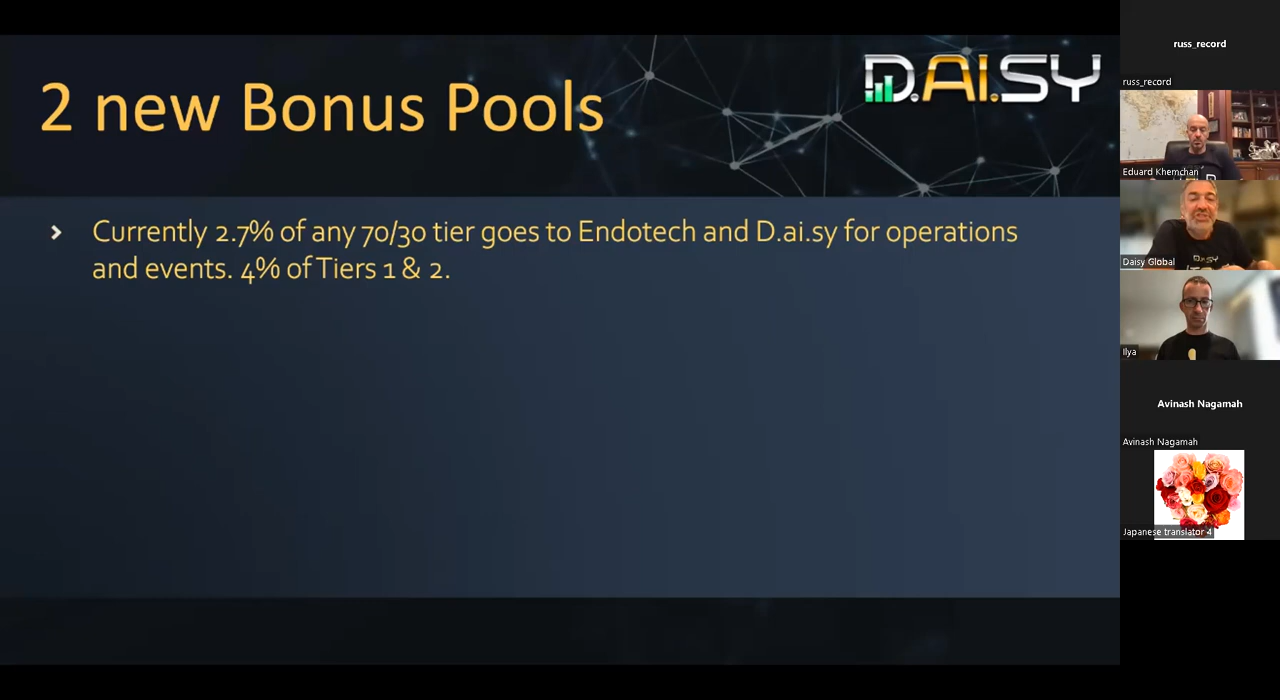 2 new Bonus Pools
D.AI.SY
Currently 2.7% of any 70/30 tier goes to Endotech and D.ai.sy for operations
and events. 4% of Tiers 1 & 2.
russ_record
russ_record
Eduard Khemchan
DAISY
Daisy Global
Ilya
Avinash Nagamah
Avinash Nagamah
Japanese translator 4